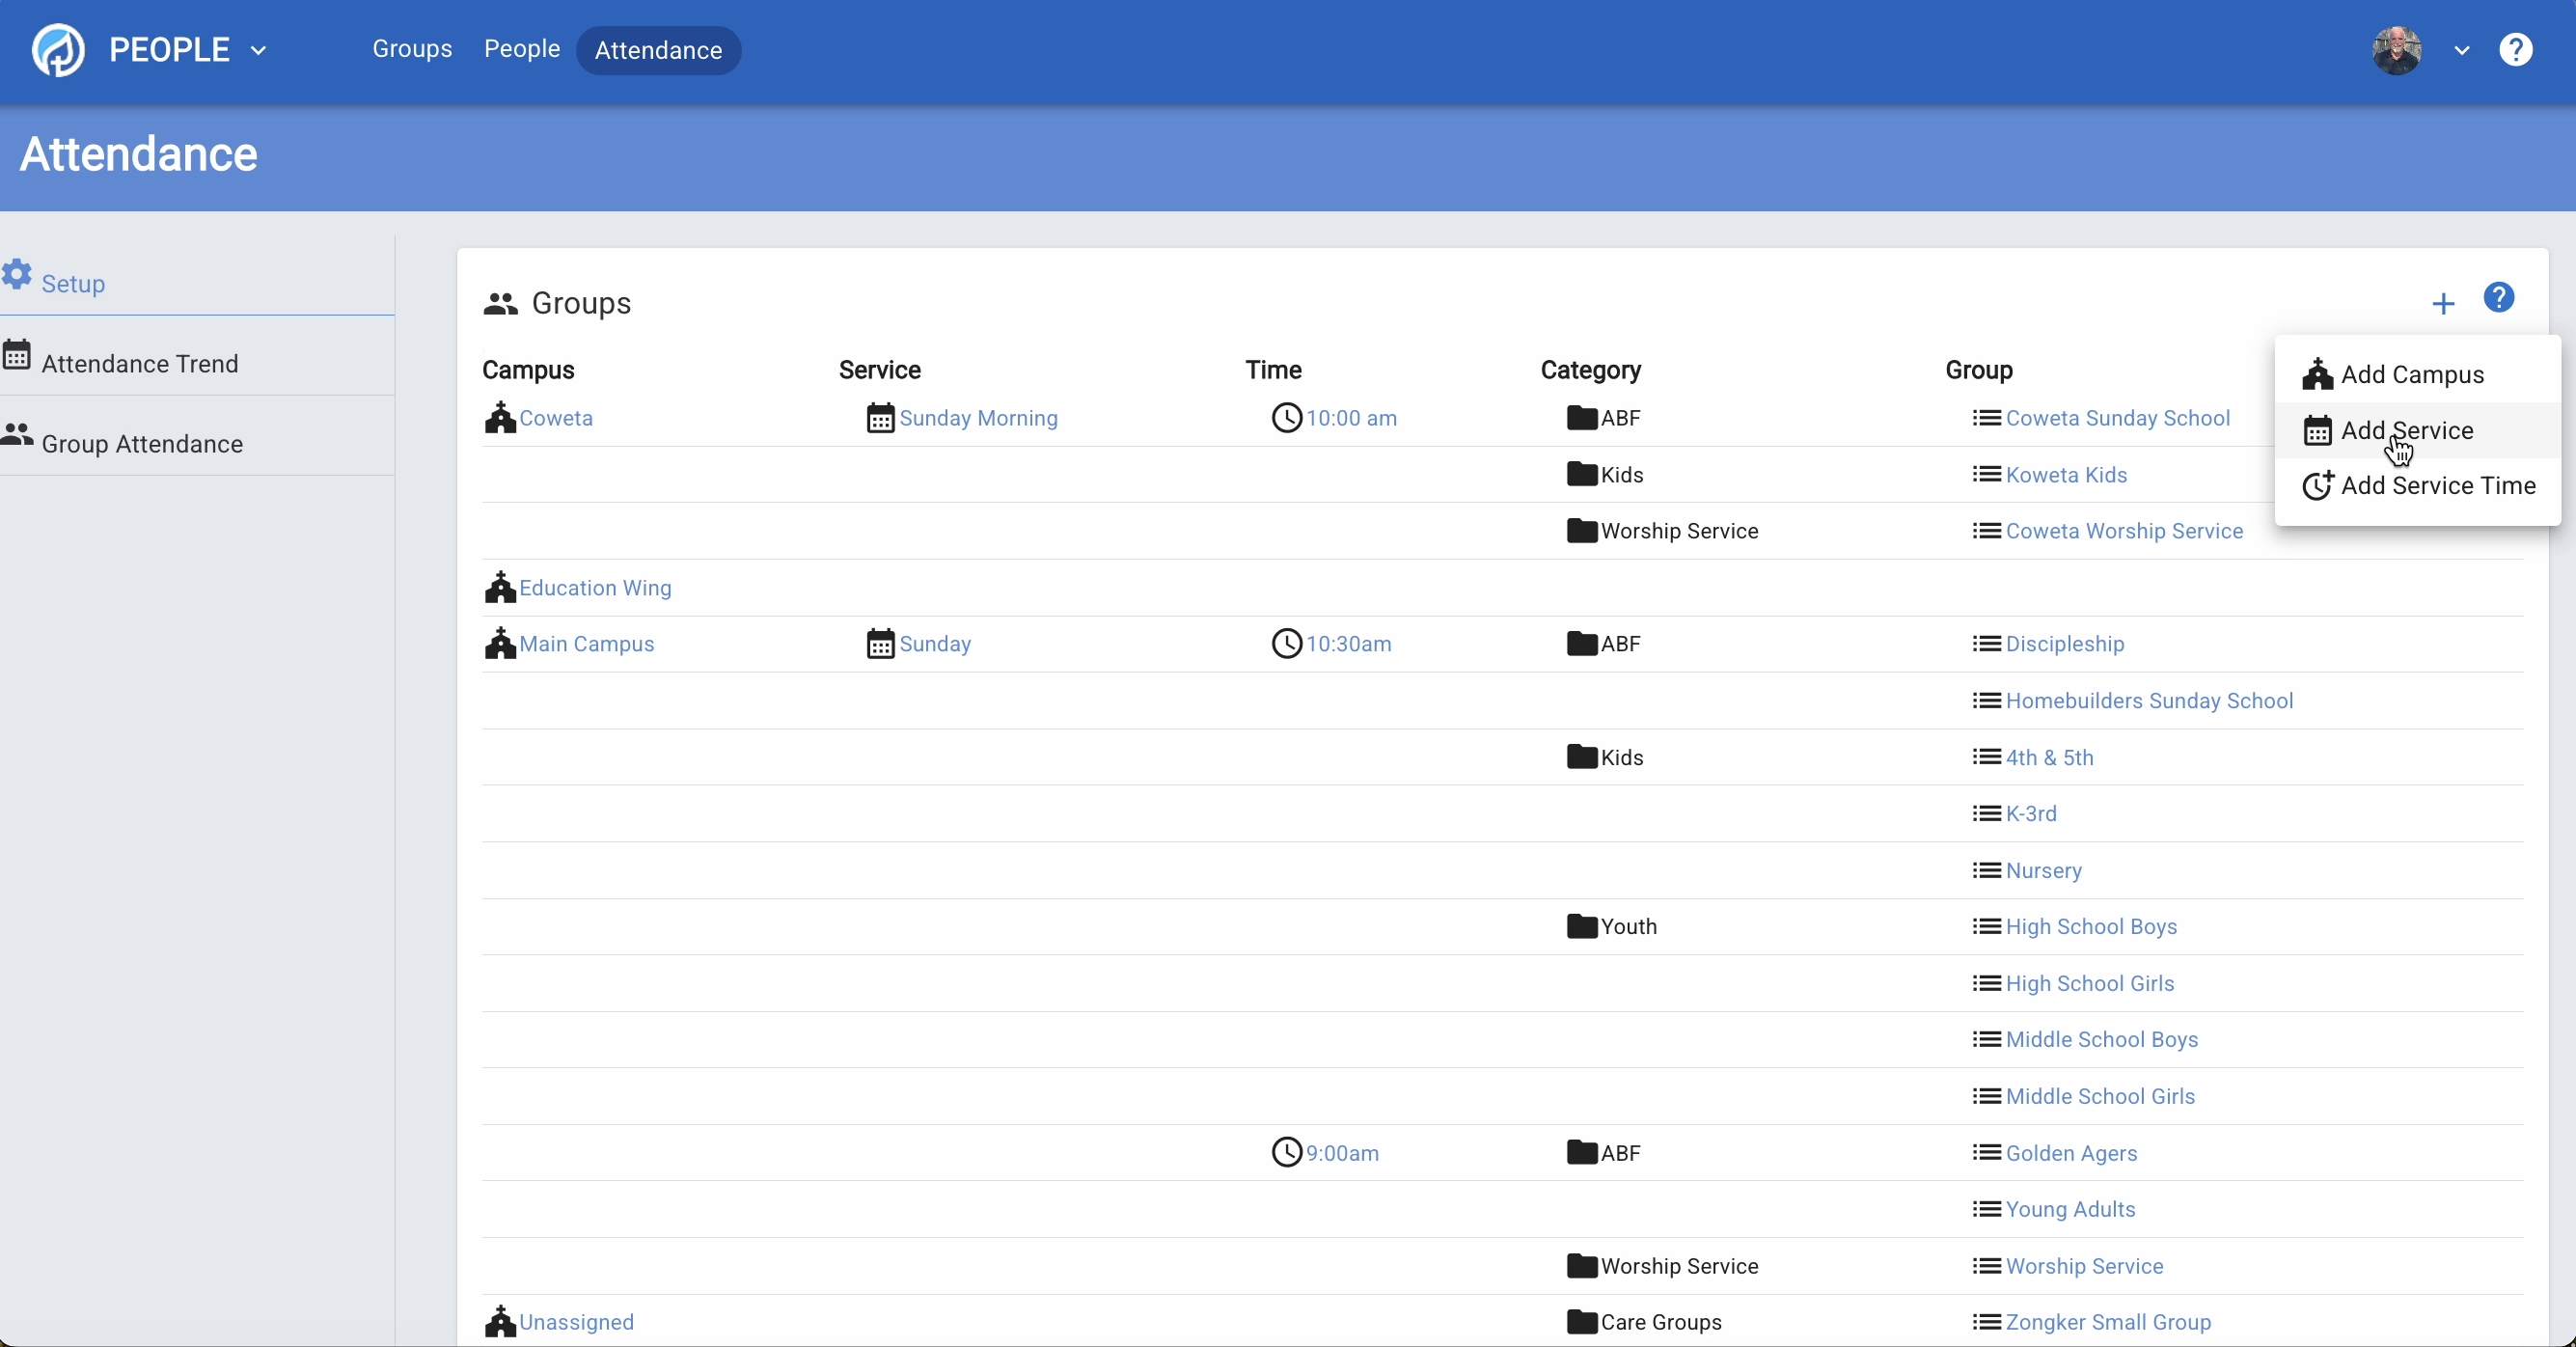 PEOPLE Groups People Attendance
Attendance
Setup
Attendance Trend
Group Attendance
Groups
Campus Service Time Category Group
Coweta Sunday Morning 10:00 am ABF Coweta Sunday School
Kids Koweta Kids
Worship Service Coweta Worship Service
Education Wing
Main Campus Sunday 10:30am ABF Discipleship
Homebuilders Sunday School
Kids 4th & 5th
K-3rd
Nursery
Youth High School Boys
High School Girls
Middle School Boys
Middle School Girls
9:00am ABF Golden Agers
Young Adults
Worship Service Worship Service
Unassigned Care Groups Zongker Small Group
Add Campus
Add Service
Add Service Time